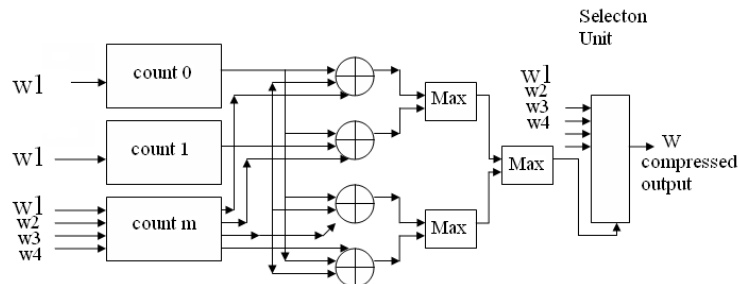 Selecton
Unit
w1
count 0
w1
count 1
w1
w2
w3
w4
count m
Max
Max
Max
w1
w2
w3
w4
w
compressed
output